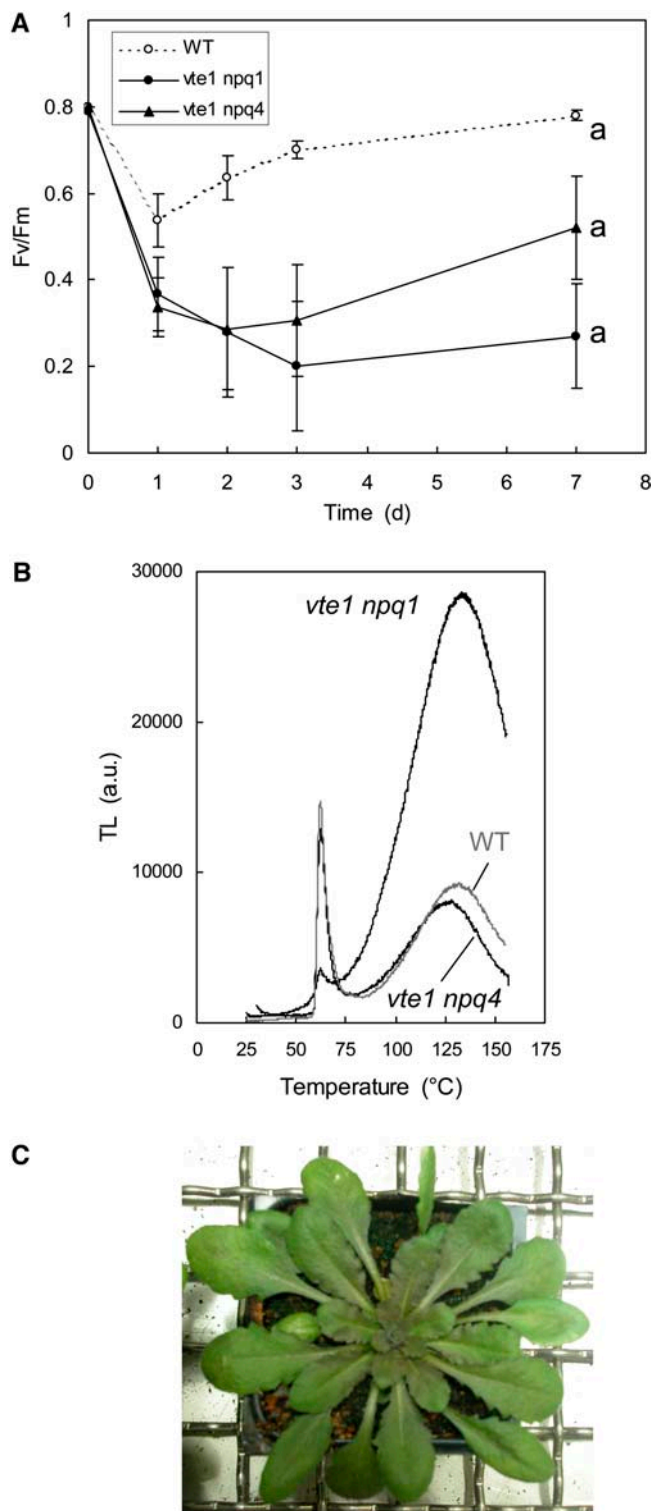 A
1
0.8
0.6
0.4
0.2
0
Fv/Fm
WT
vte1 npq1
vte1 npq4
a
a
a
0 1 2 3 4 5 6 7 8
Time (d)
B
30000
20000
10000
0
TL (a.u.)
vte1 npq1
WT
vte1 npq4
0 25 50 75 100 125 150 175
Temperature (°C)
C